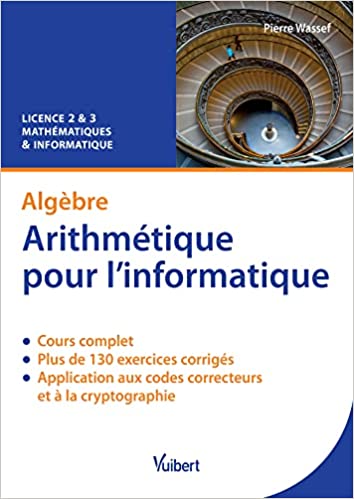 Pierre Wassef
LICENCE 2 & 3
MATHÉMATIQUES
& INFORMATIQUE
Algèbre
Arithmétique
pour l'informatique
• Cours complet
• Plus de 130 exercices corrigés
• Application aux codes correcteurs
et à la cryptographie
Vuibert